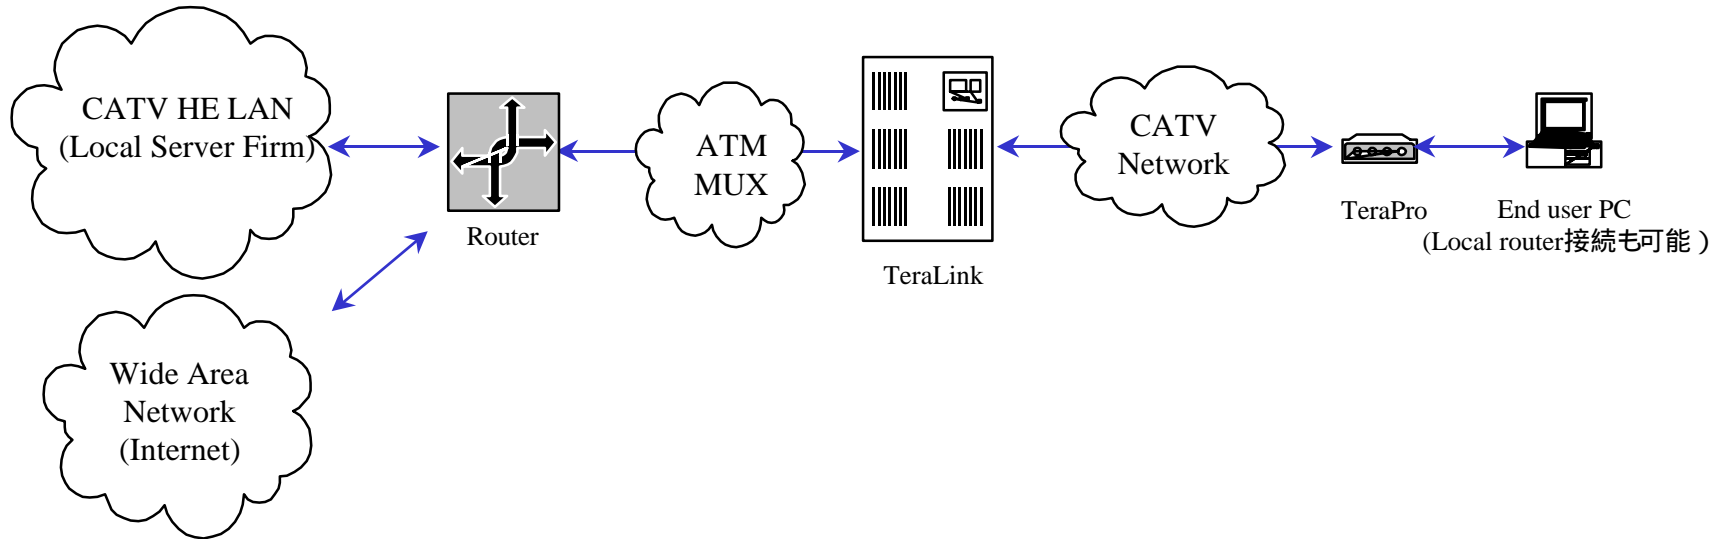 CATV HE LAN
(Local Server Firm)
Router
ATM
MUX
TeraLink
CATV
Network
TeraPro
End user PC
(Local router接続も可能 )
Wide Area
Network
(Internet)